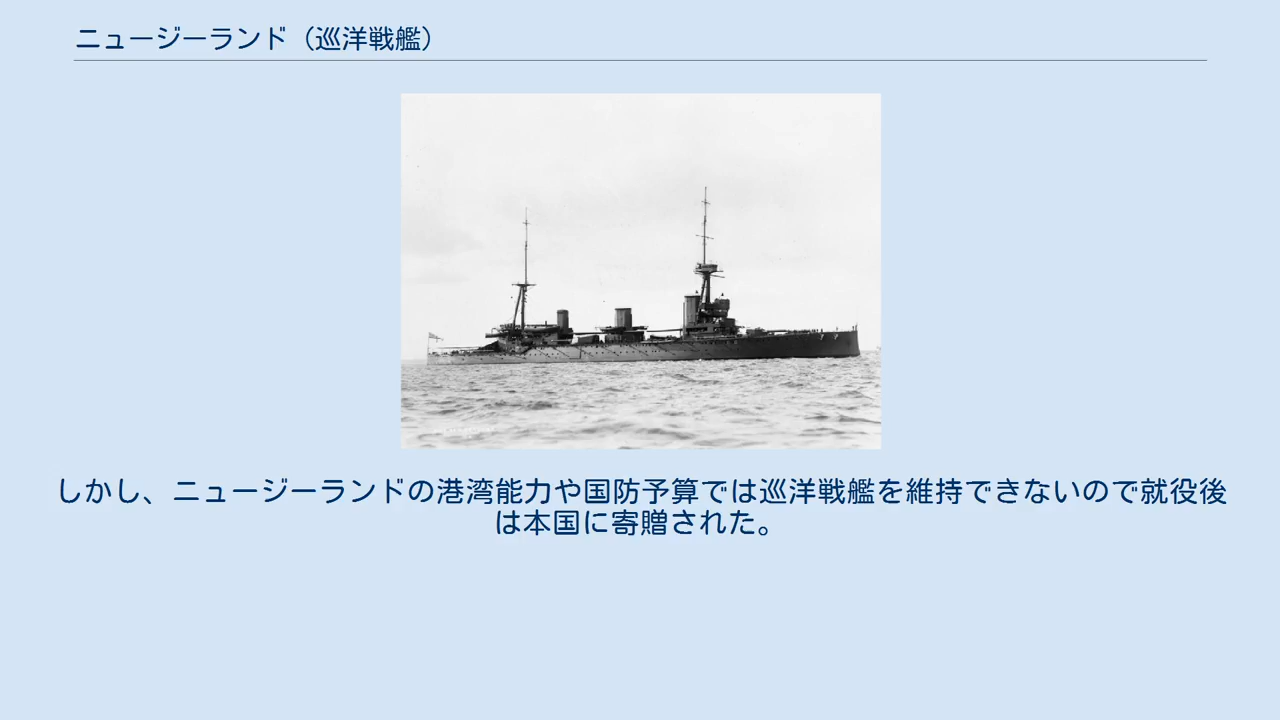 ニュージーランド（巡洋戦艦）
しかし、ニュージーランドの港湾能力や国防予算では巡洋戦艦を維持できないので就役後
は本国に寄贈された。